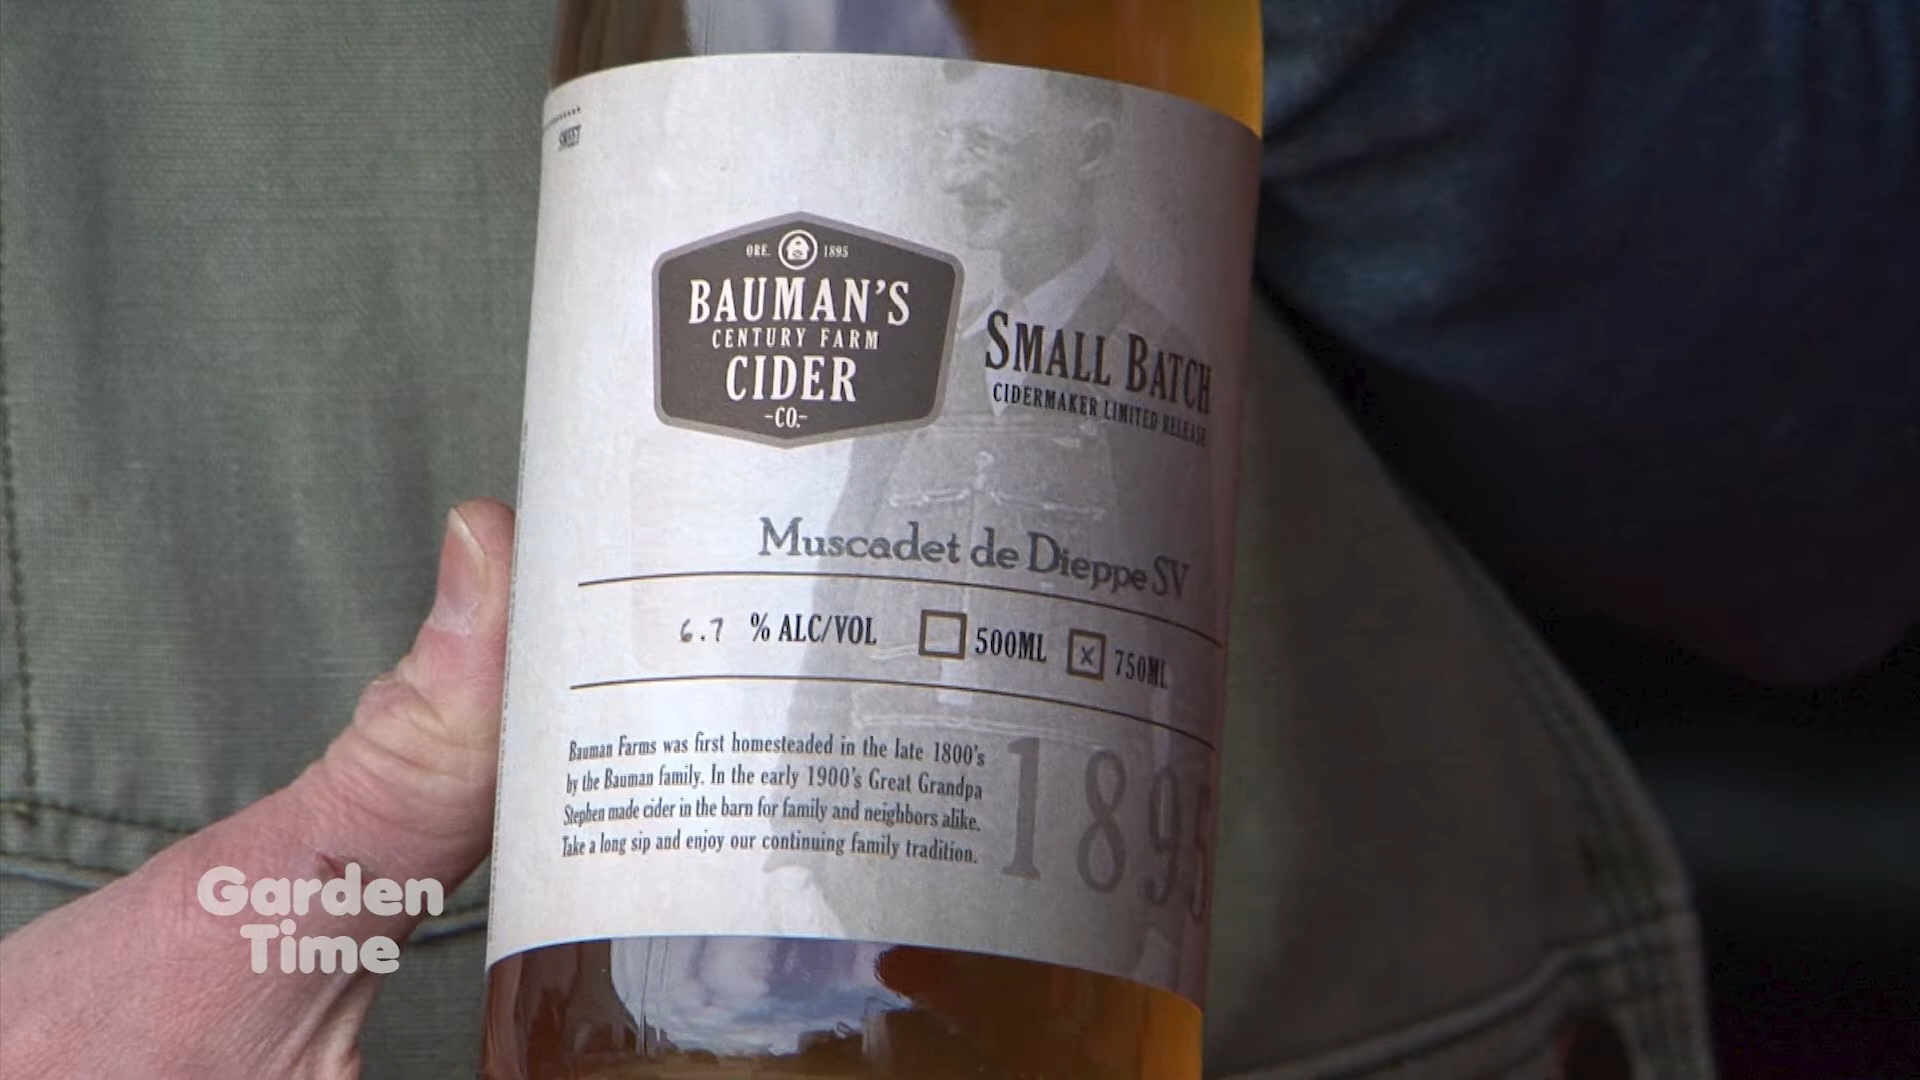 SWEET
ORE. 1895
BAUMAN'S
CENTURY FARM
CIDER
-CO.-
SMALL BATCH
CIDERMAKER LIMITED RELEASE
Muscadet de Dieppe SV
6.7 % ALC/VOL 500ML x 750ML
Bauman Farms was first homesteaded in the late 1800's
by the Bauman family. In the early 1900's Great Grandpa
Stephen made cider in the barn for family and neighbors alike.
Take a long sip and enjoy our continuing family tradition.
1895
Garden
Time